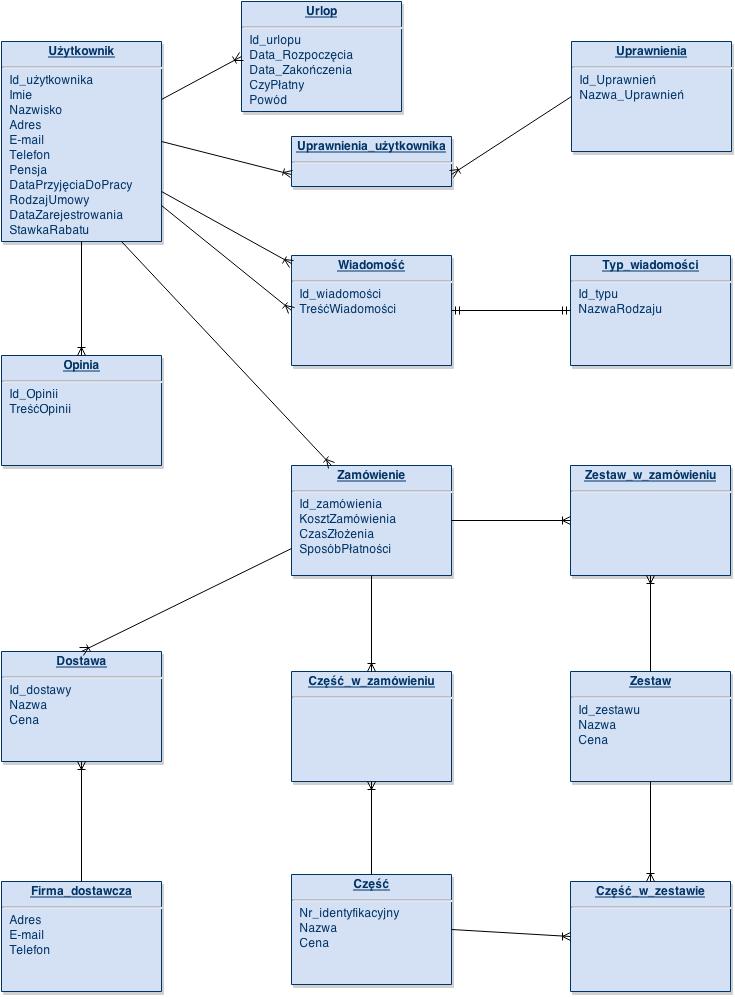 Urlop
Id_urlopu
Data_Rozpoczęcia
Data_Zakończenia
CzyPłatny
Powód
Użytkownik
Id_użytkownika
Imie
Nazwisko
Adres
E-mail
Telefon
Pensja
DataPrzyjęciaDoPracy
RodzajUmowy
DataZarejestrowania
StawkaRabatu
Uprawnienia
Id_Uprawnień
Nazwa_Uprawnień
Uprawnienia_użytkownika
Wiadomość
Id_wiadomości
TreśćWiadomości
Typ_wiadomości
Id_typu
NazwaRodzaju
Opinia
Id_Opinii
TreśćOpinii
Zamówienie
Id_zamówienia
KosztZamówienia
CzasZłożenia
SposóbPłatności
Zestaw_w_zamówieniu
Dostawa
Id_dostawy
Nazwa
Cena
Część_w_zamówieniu
Zestaw
Id_zestawu
Nazwa
Cena
Firma_dostawcza
Adres
E-mail
Telefon
Część
Nr_identyfikacyjny
Nazwa
Cena
Część_w_zestawie